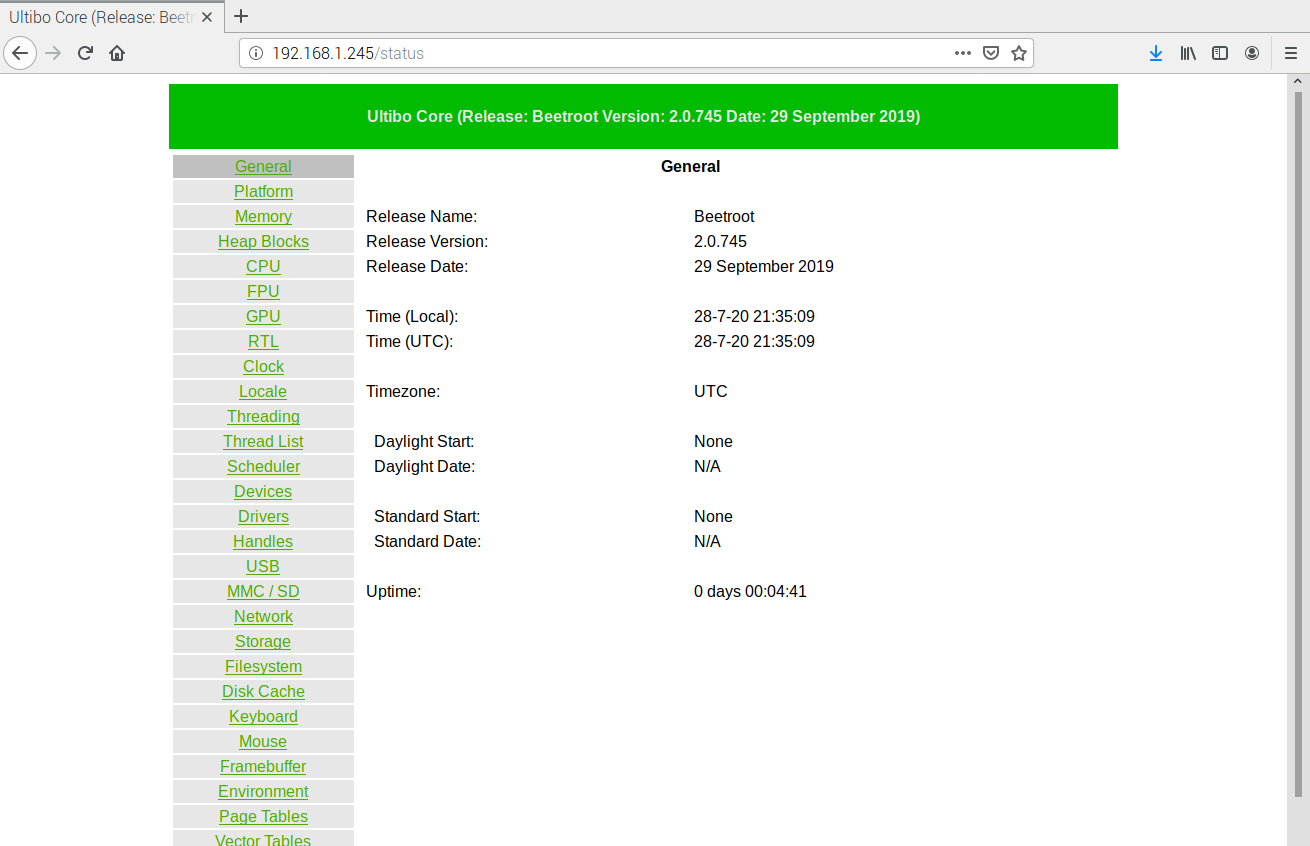 Ultibo Core (Release: Beetr
192.168.1.245/status
Ultibo Core (Release: Beetroot Version: 2.0.745 Date: 29 September 2019)
General
Platform
Memory
Heap Blocks
CPU
FPU
GPU
RTL
Clock
Locale
Threading
Thread List
Scheduler
Devices
Drivers
Handles
USB
MMC / SD
Network
Storage
Filesystem
Disk Cache
Keyboard
Mouse
Framebuffer
Environment
Page Tables
Vector Tables
General
Release Name: Beetroot
Release Version: 2.0.745
Release Date: 29 September 2019
Time (Local): 28-7-20 21:35:09
Time (UTC): 28-7-20 21:35:09
Timezone: UTC
Daylight Start: None
Daylight Date: N/A
Standard Start: None
Standard Date: N/A
Uptime: 0 days 00:04:41